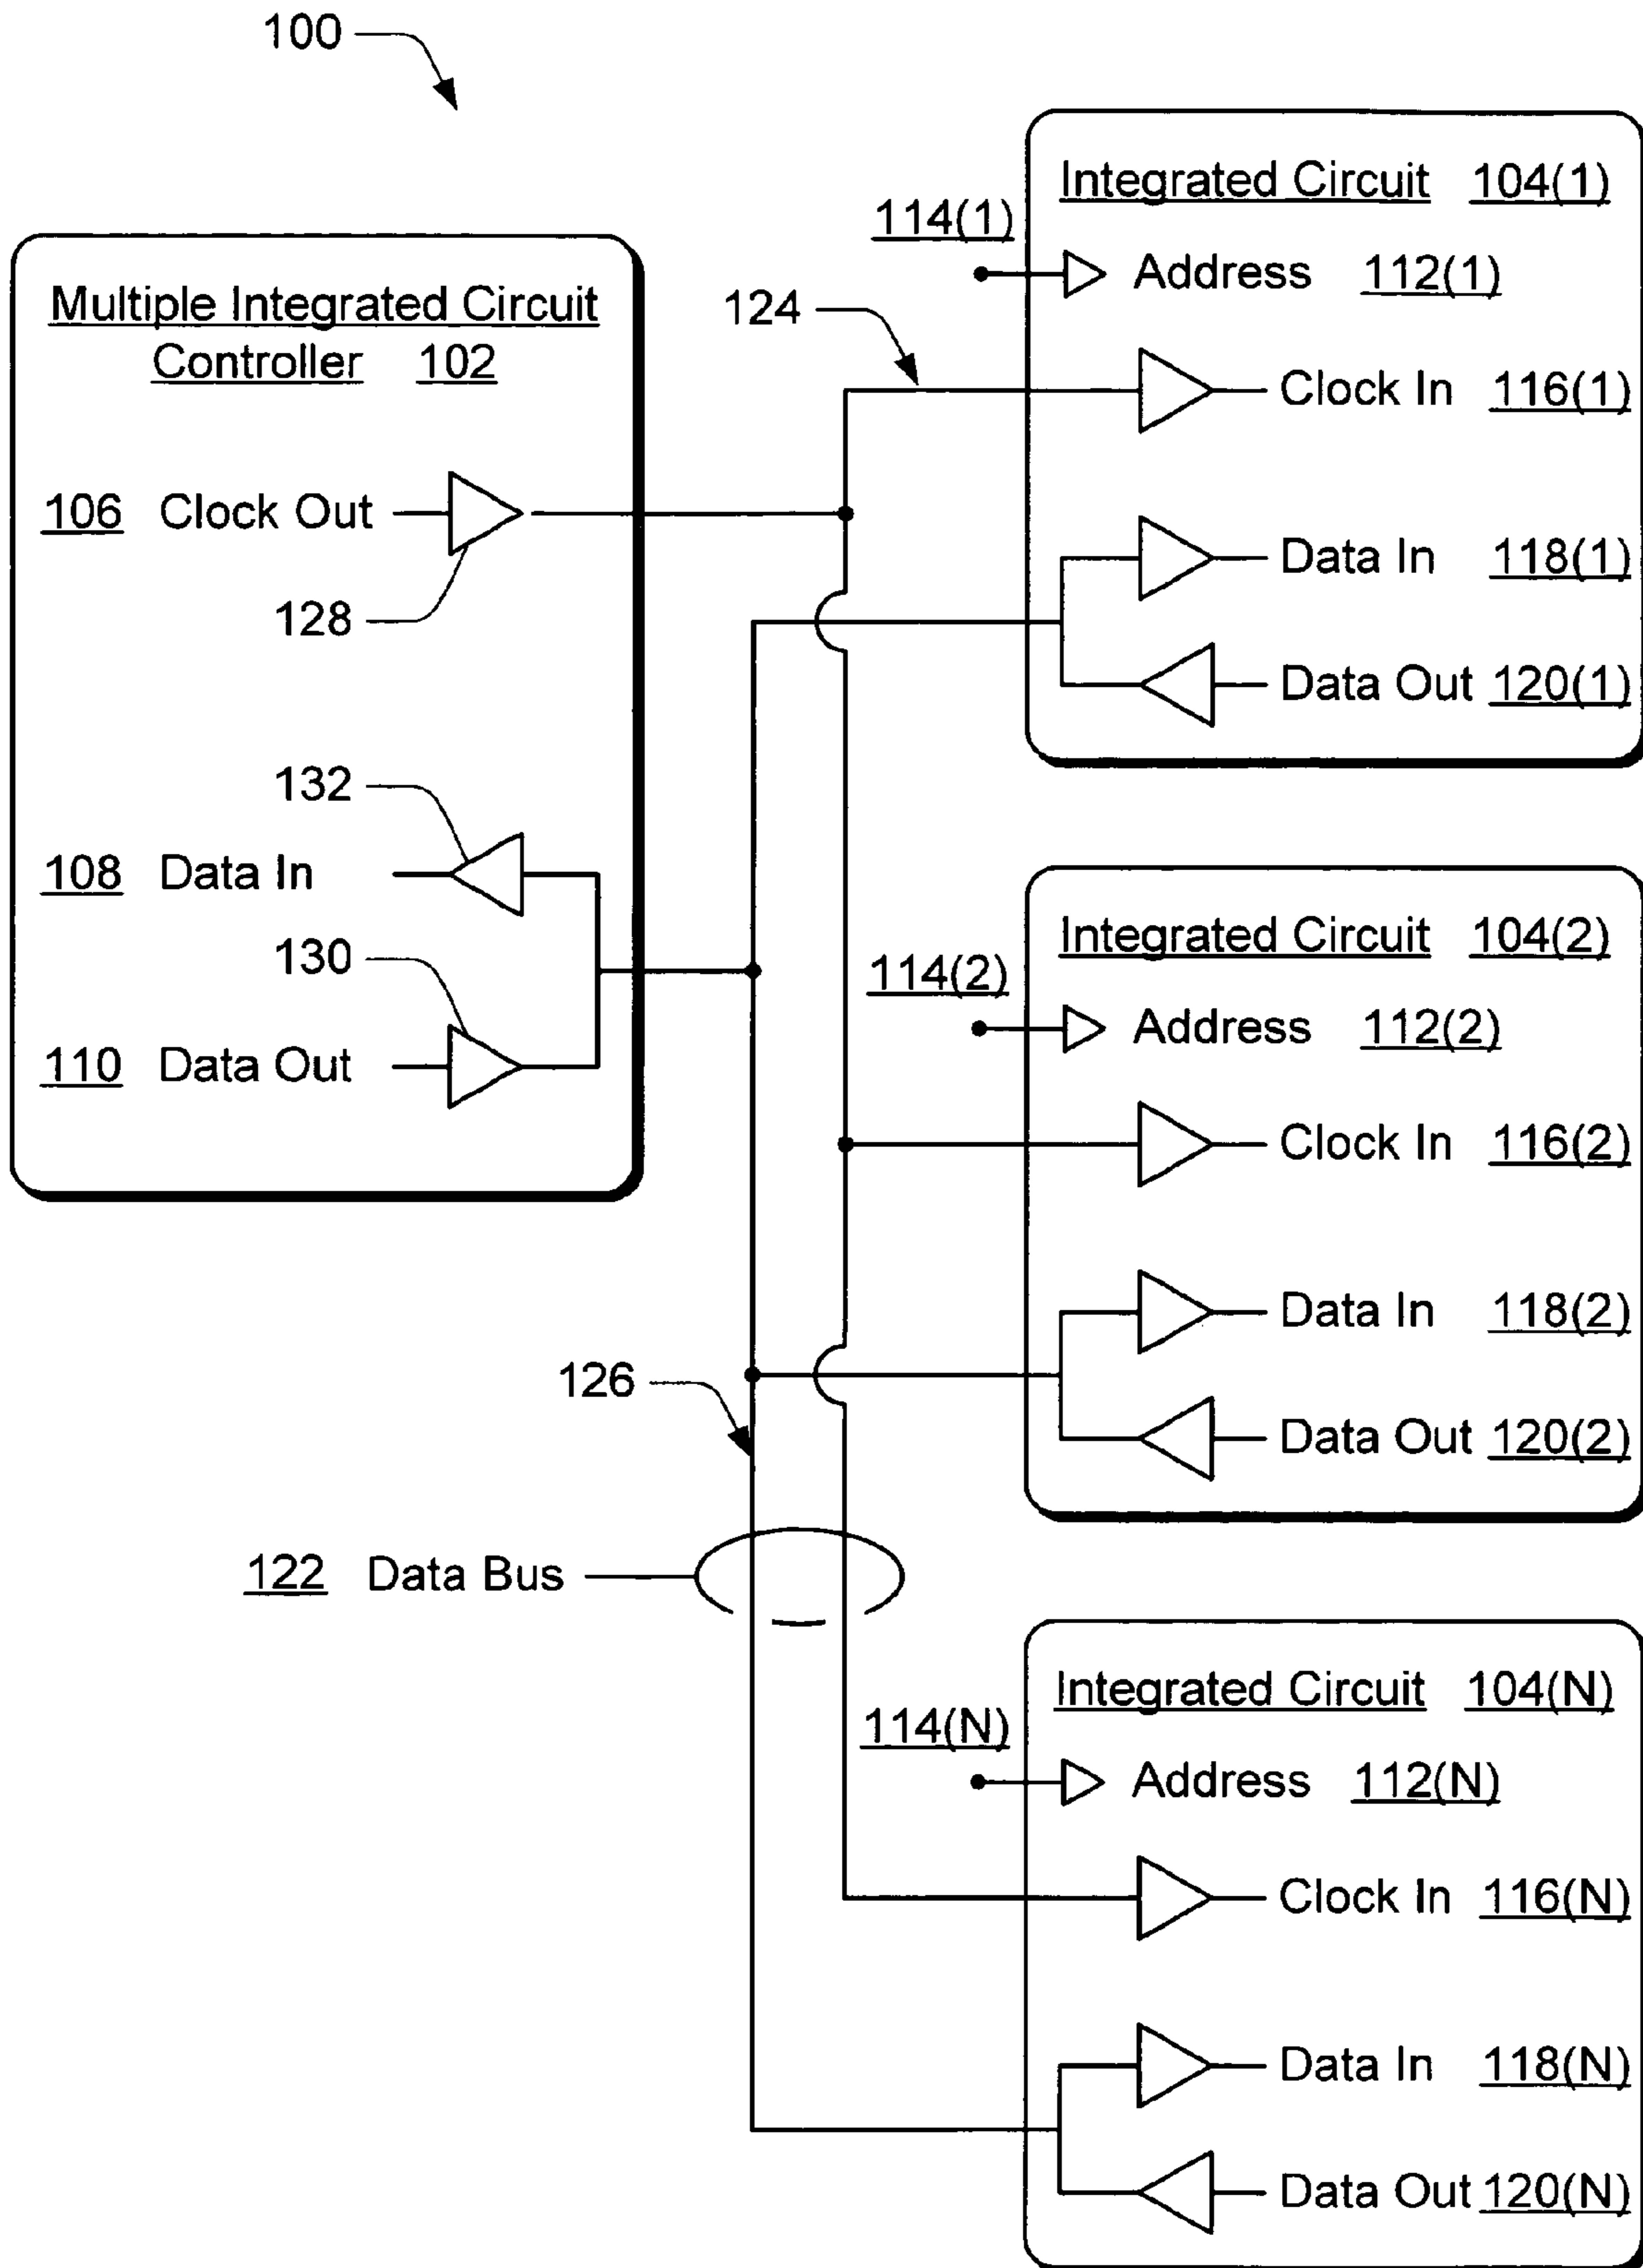 100
Multiple Integrated Circuit
Controller 102
106 Clock Out
128
132
108 Data In
130
110 Data Out
124
126
122 Data Bus
114(1)
Integrated Circuit 104(1)
Address 112(1)
Clock In 116(1)
Data In 118(1)
Data Out 120(1)
114(2)
Integrated Circuit 104(2)
Address 112(2)
Clock In 116(2)
Data In 118(2)
Data Out 120(2)
114(N)
Integrated Circuit 104(N)
Address 112(N)
Clock In 116(N)
Data In 118(N)
Data Out 120(N)